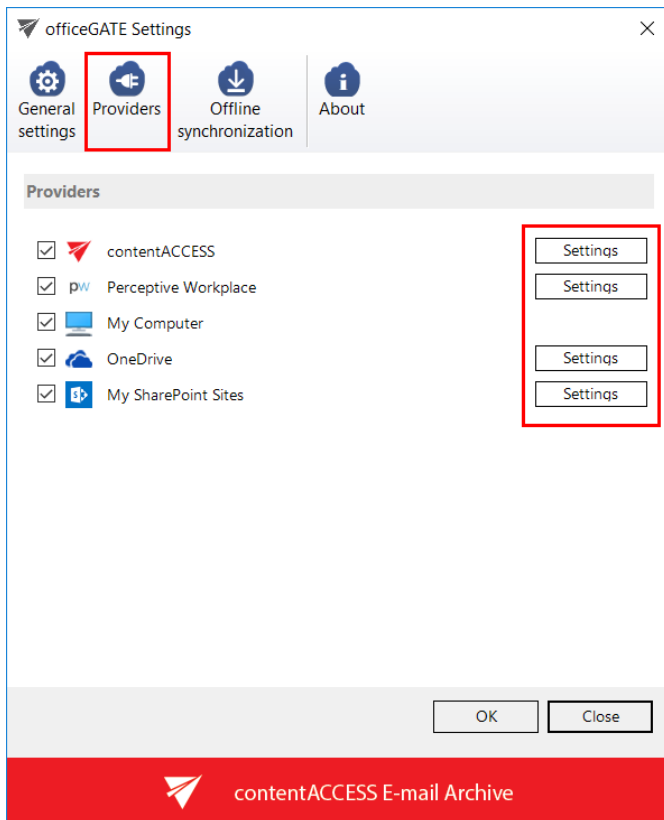 officeGATE Settings
General settings
Providers
Offline synchronization
About
Providers
contentACCESS
Settings
pw
Perceptive Workplace
Settings
My Computer
OneDrive
Settings
S
My SharePoint Sites
Settings
OK
Close
contentACCESS E-mail Archive